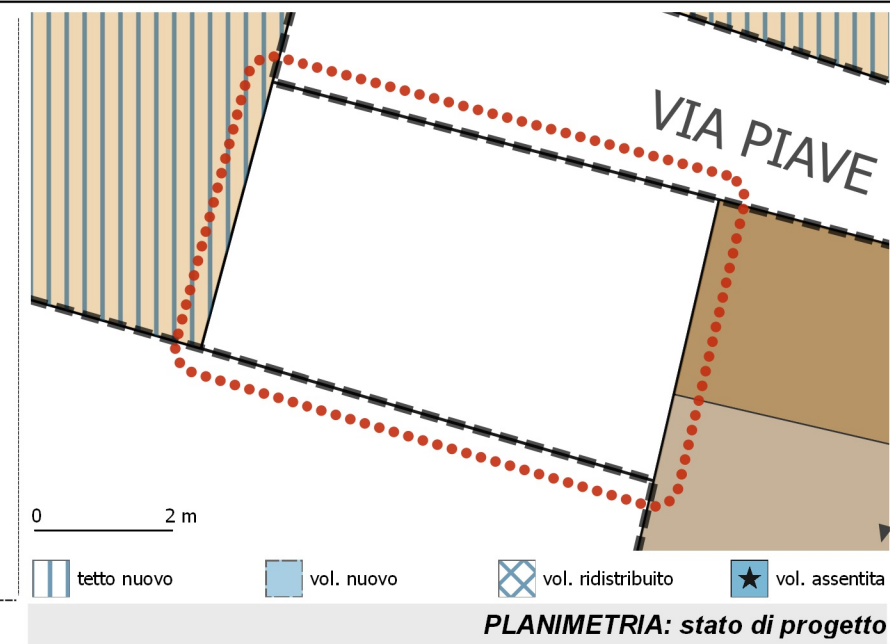 VIA PIAVE
0 2 m
tetto nuovo vol. nuovo vol. ridistribuito vol. assentita
PLANIMETRIA: stato di progetto